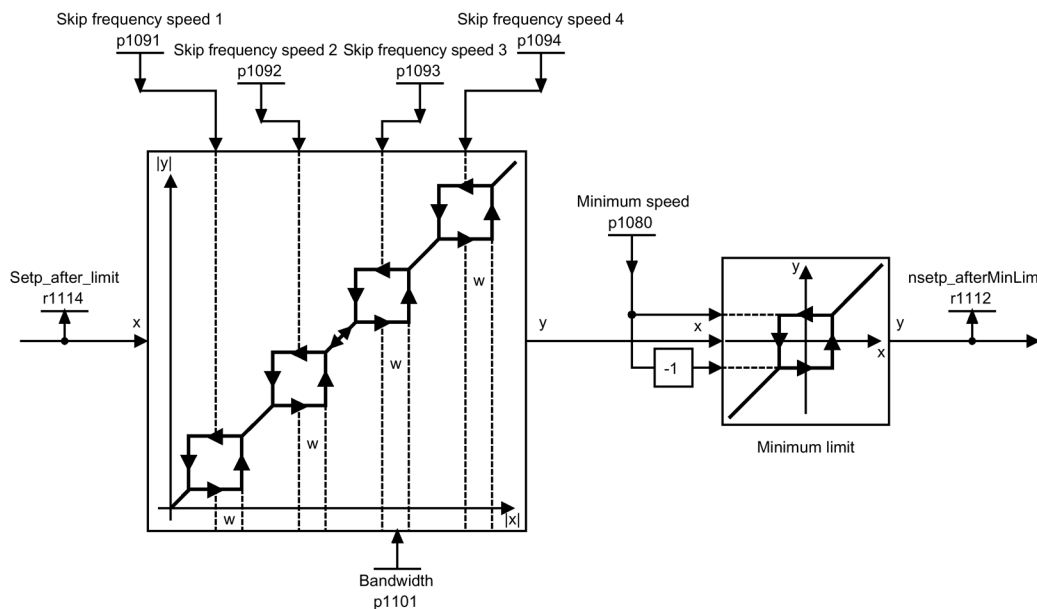 Skip frequency speed 1
p1091
Skip frequency speed 2
p1092
Skip frequency speed 3
p1093
Skip frequency speed 4
p1094
|y|
Setp_after_limit
r1114
x
w
w
w
w
|x|
Bandwidth
p1101
y
Minimum speed
p1080
x
-1
y
x
Minimum limit
y
nsetp_afterMinLim
r1112